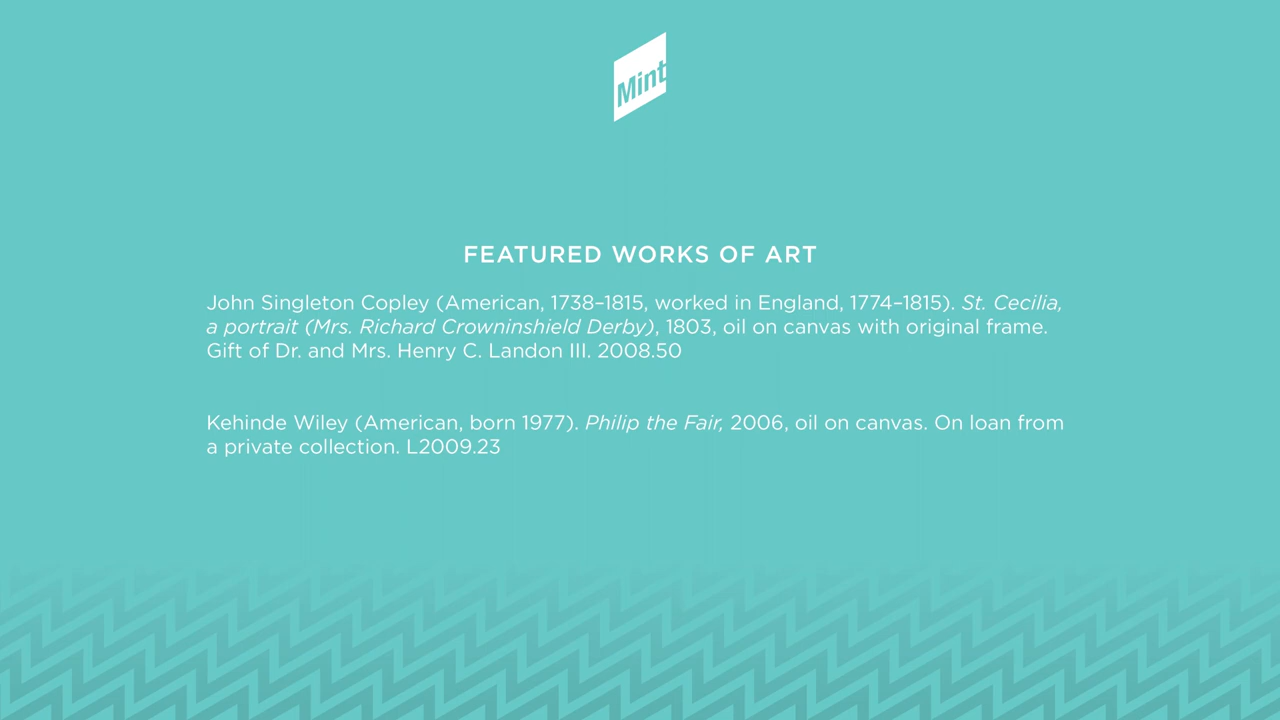 Mint
FEATURED WORKS OF ART
John Singleton Copley (American, 1738–1815, worked in England, 1774–1815). St. Cecilia,
a portrait (Mrs. Richard Crowninshield Derby), 1803, oil on canvas with original frame.
Gift of Dr. and Mrs. Henry C. Landon III. 2008.50
Kehinde Wiley (American, born 1977). Philip the Fair, 2006, oil on canvas. On loan from
a private collection. L2009.23